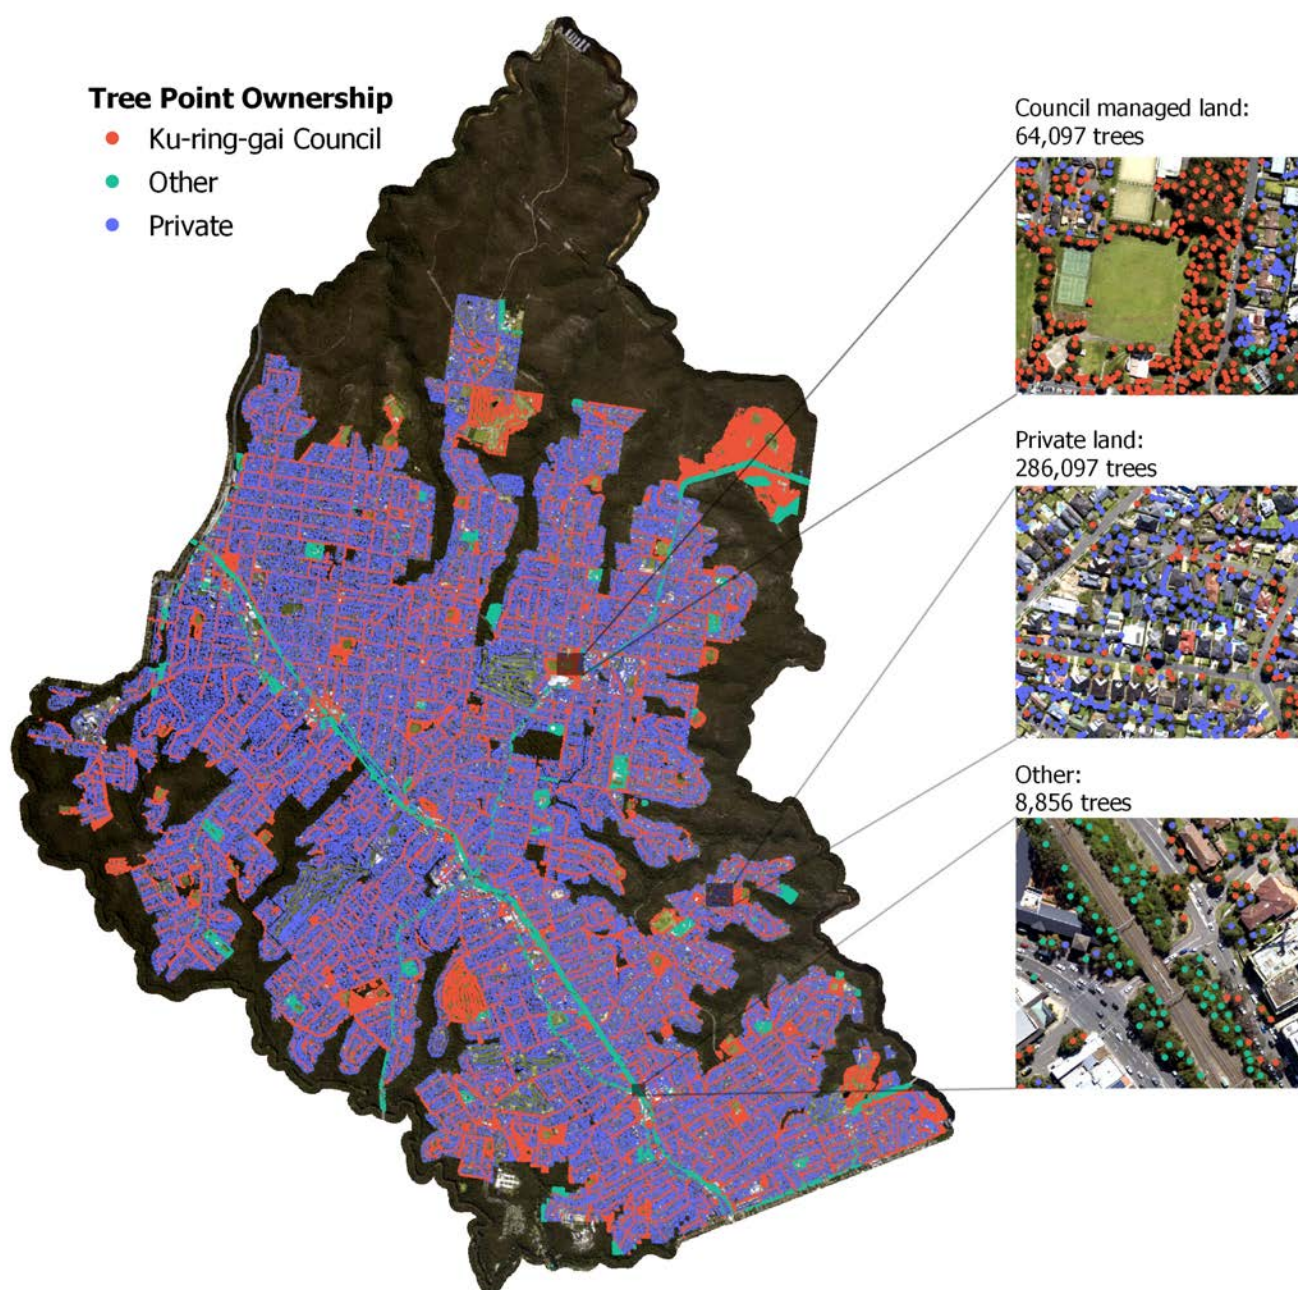 Tree Point Ownership
Ku-ring-gai Council
Other
Private
Council managed land:
64,097 trees
Private land:
286,097 trees
Other:
8,856 trees